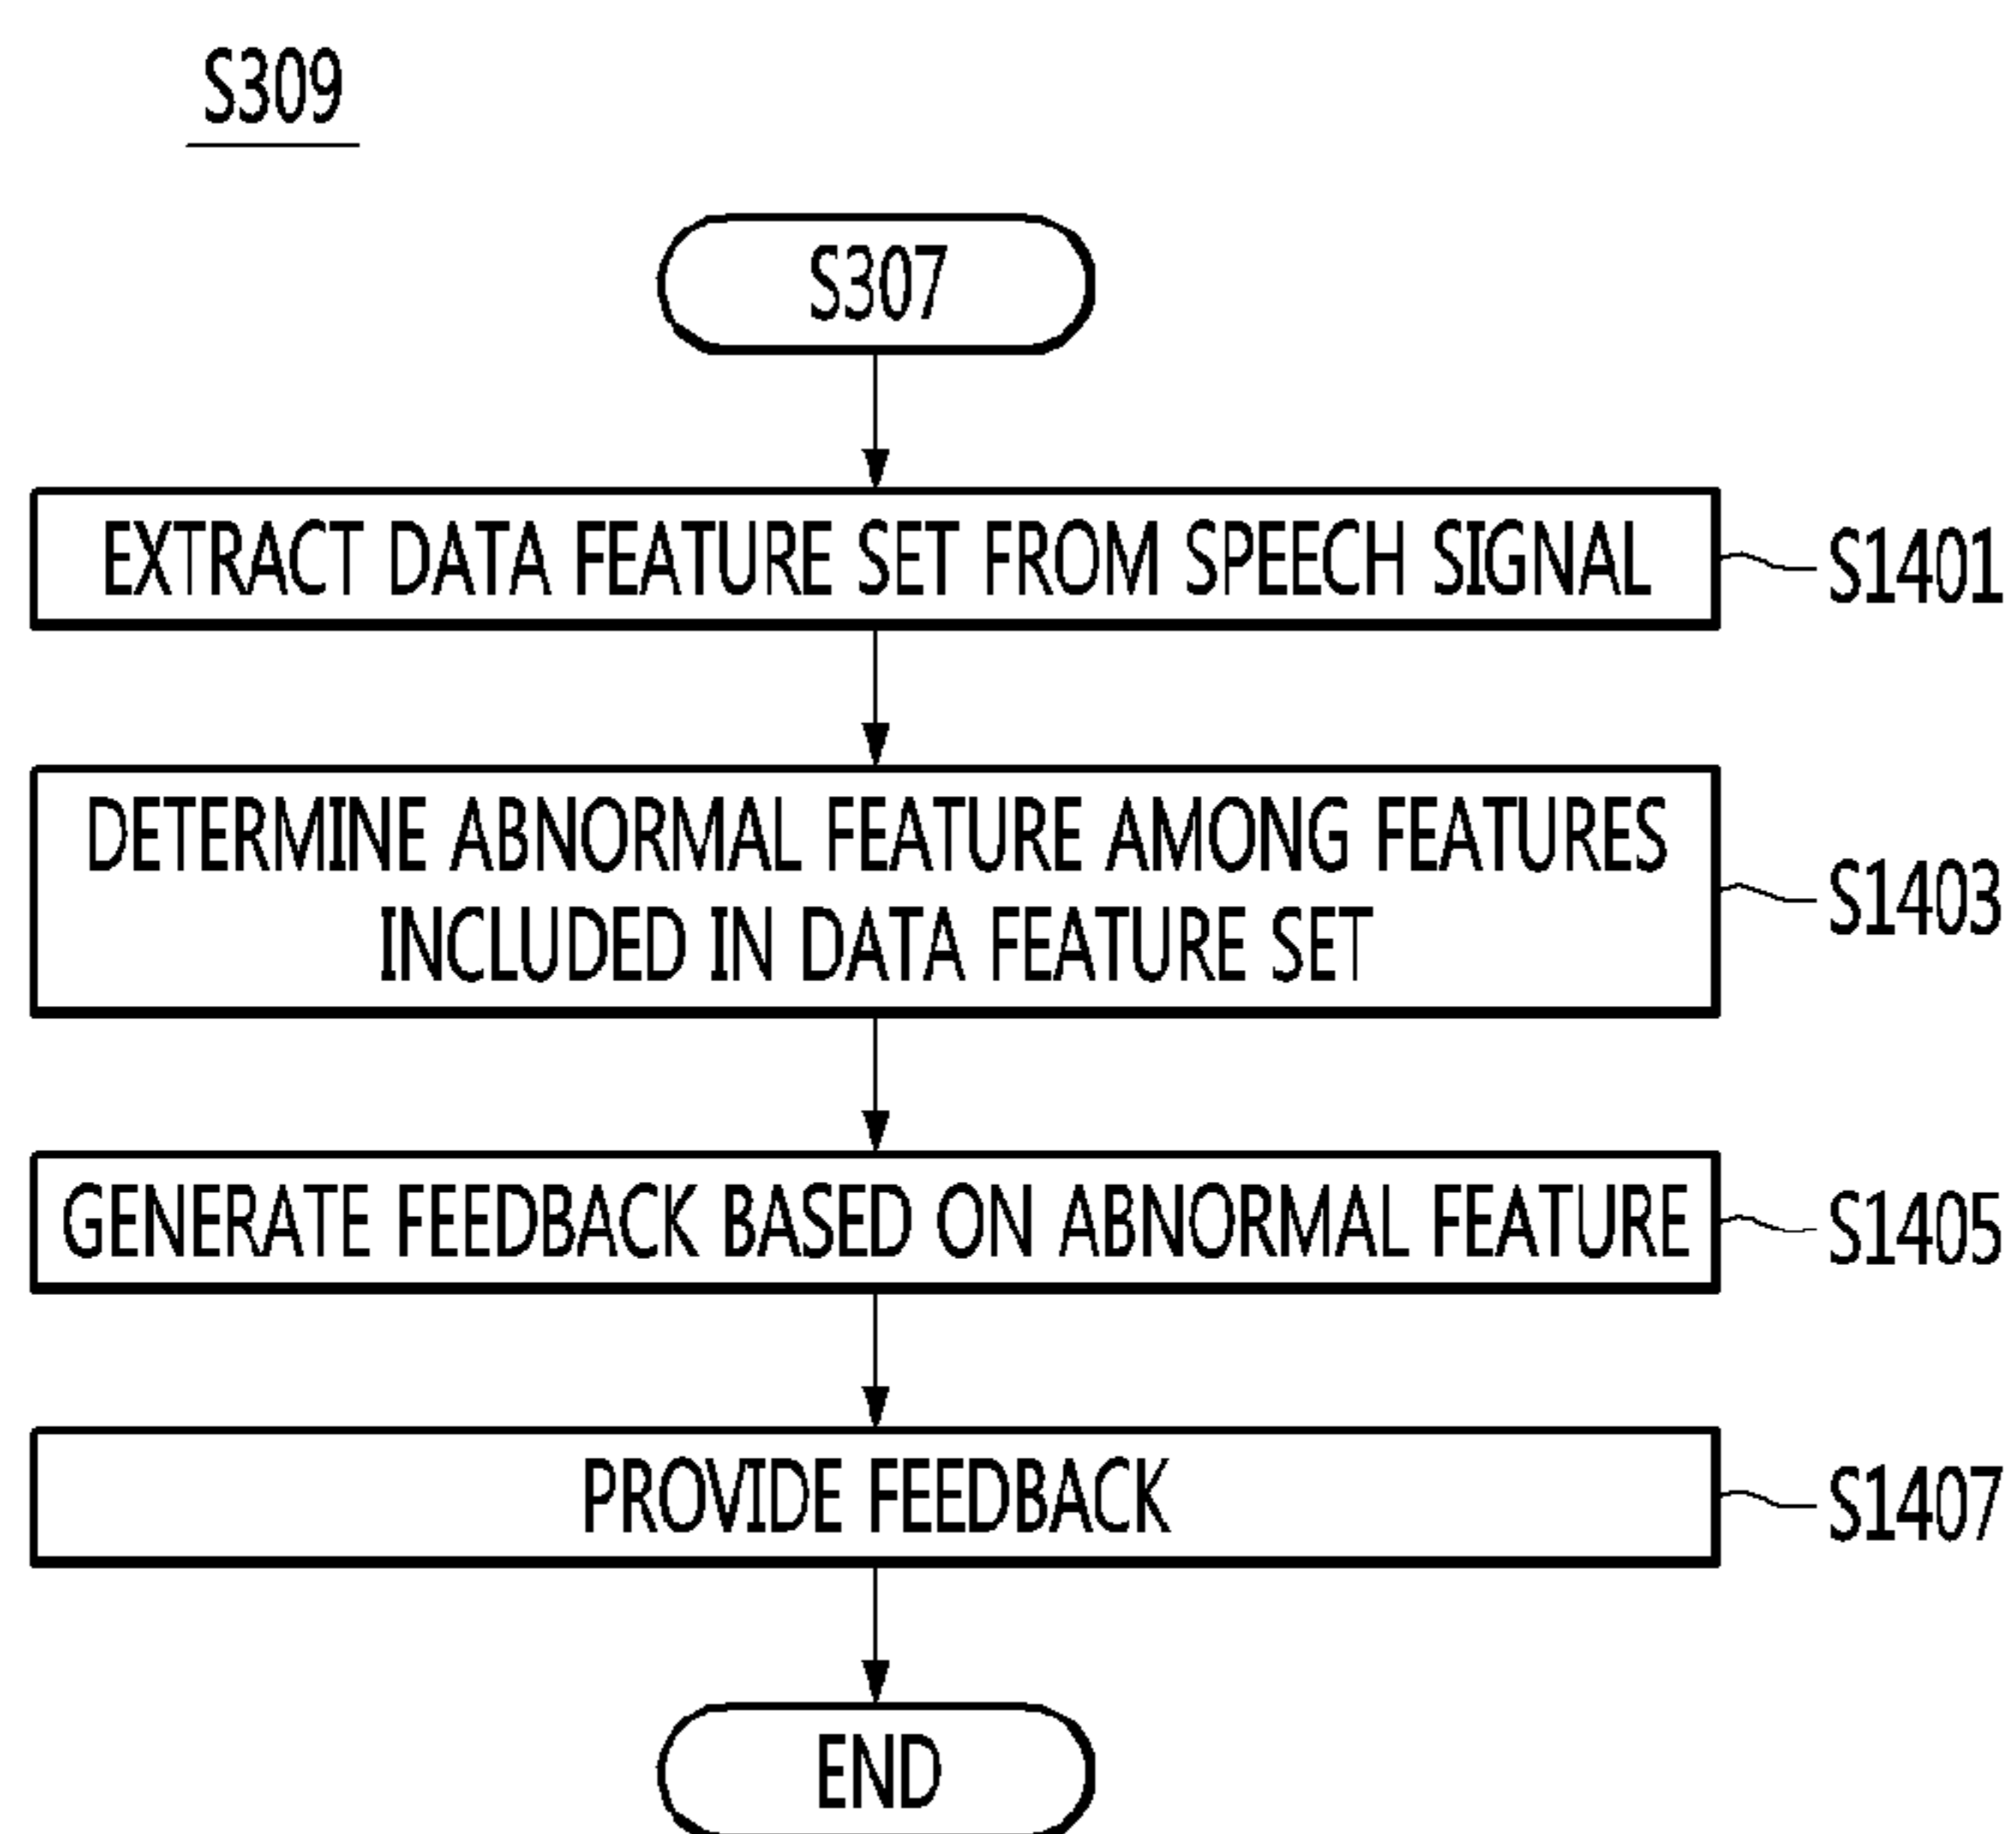 S309
S307
EXTRACT DATA FEATURE SET FROM SPEECH SIGNAL
S1401
DETERMINE ABNORMAL FEATURE AMONG FEATURES
INCLUDED IN DATA FEATURE SET
S1403
GENERATE FEEDBACK BASED ON ABNORMAL FEATURE
S1405
PROVIDE FEEDBACK
S1407
END